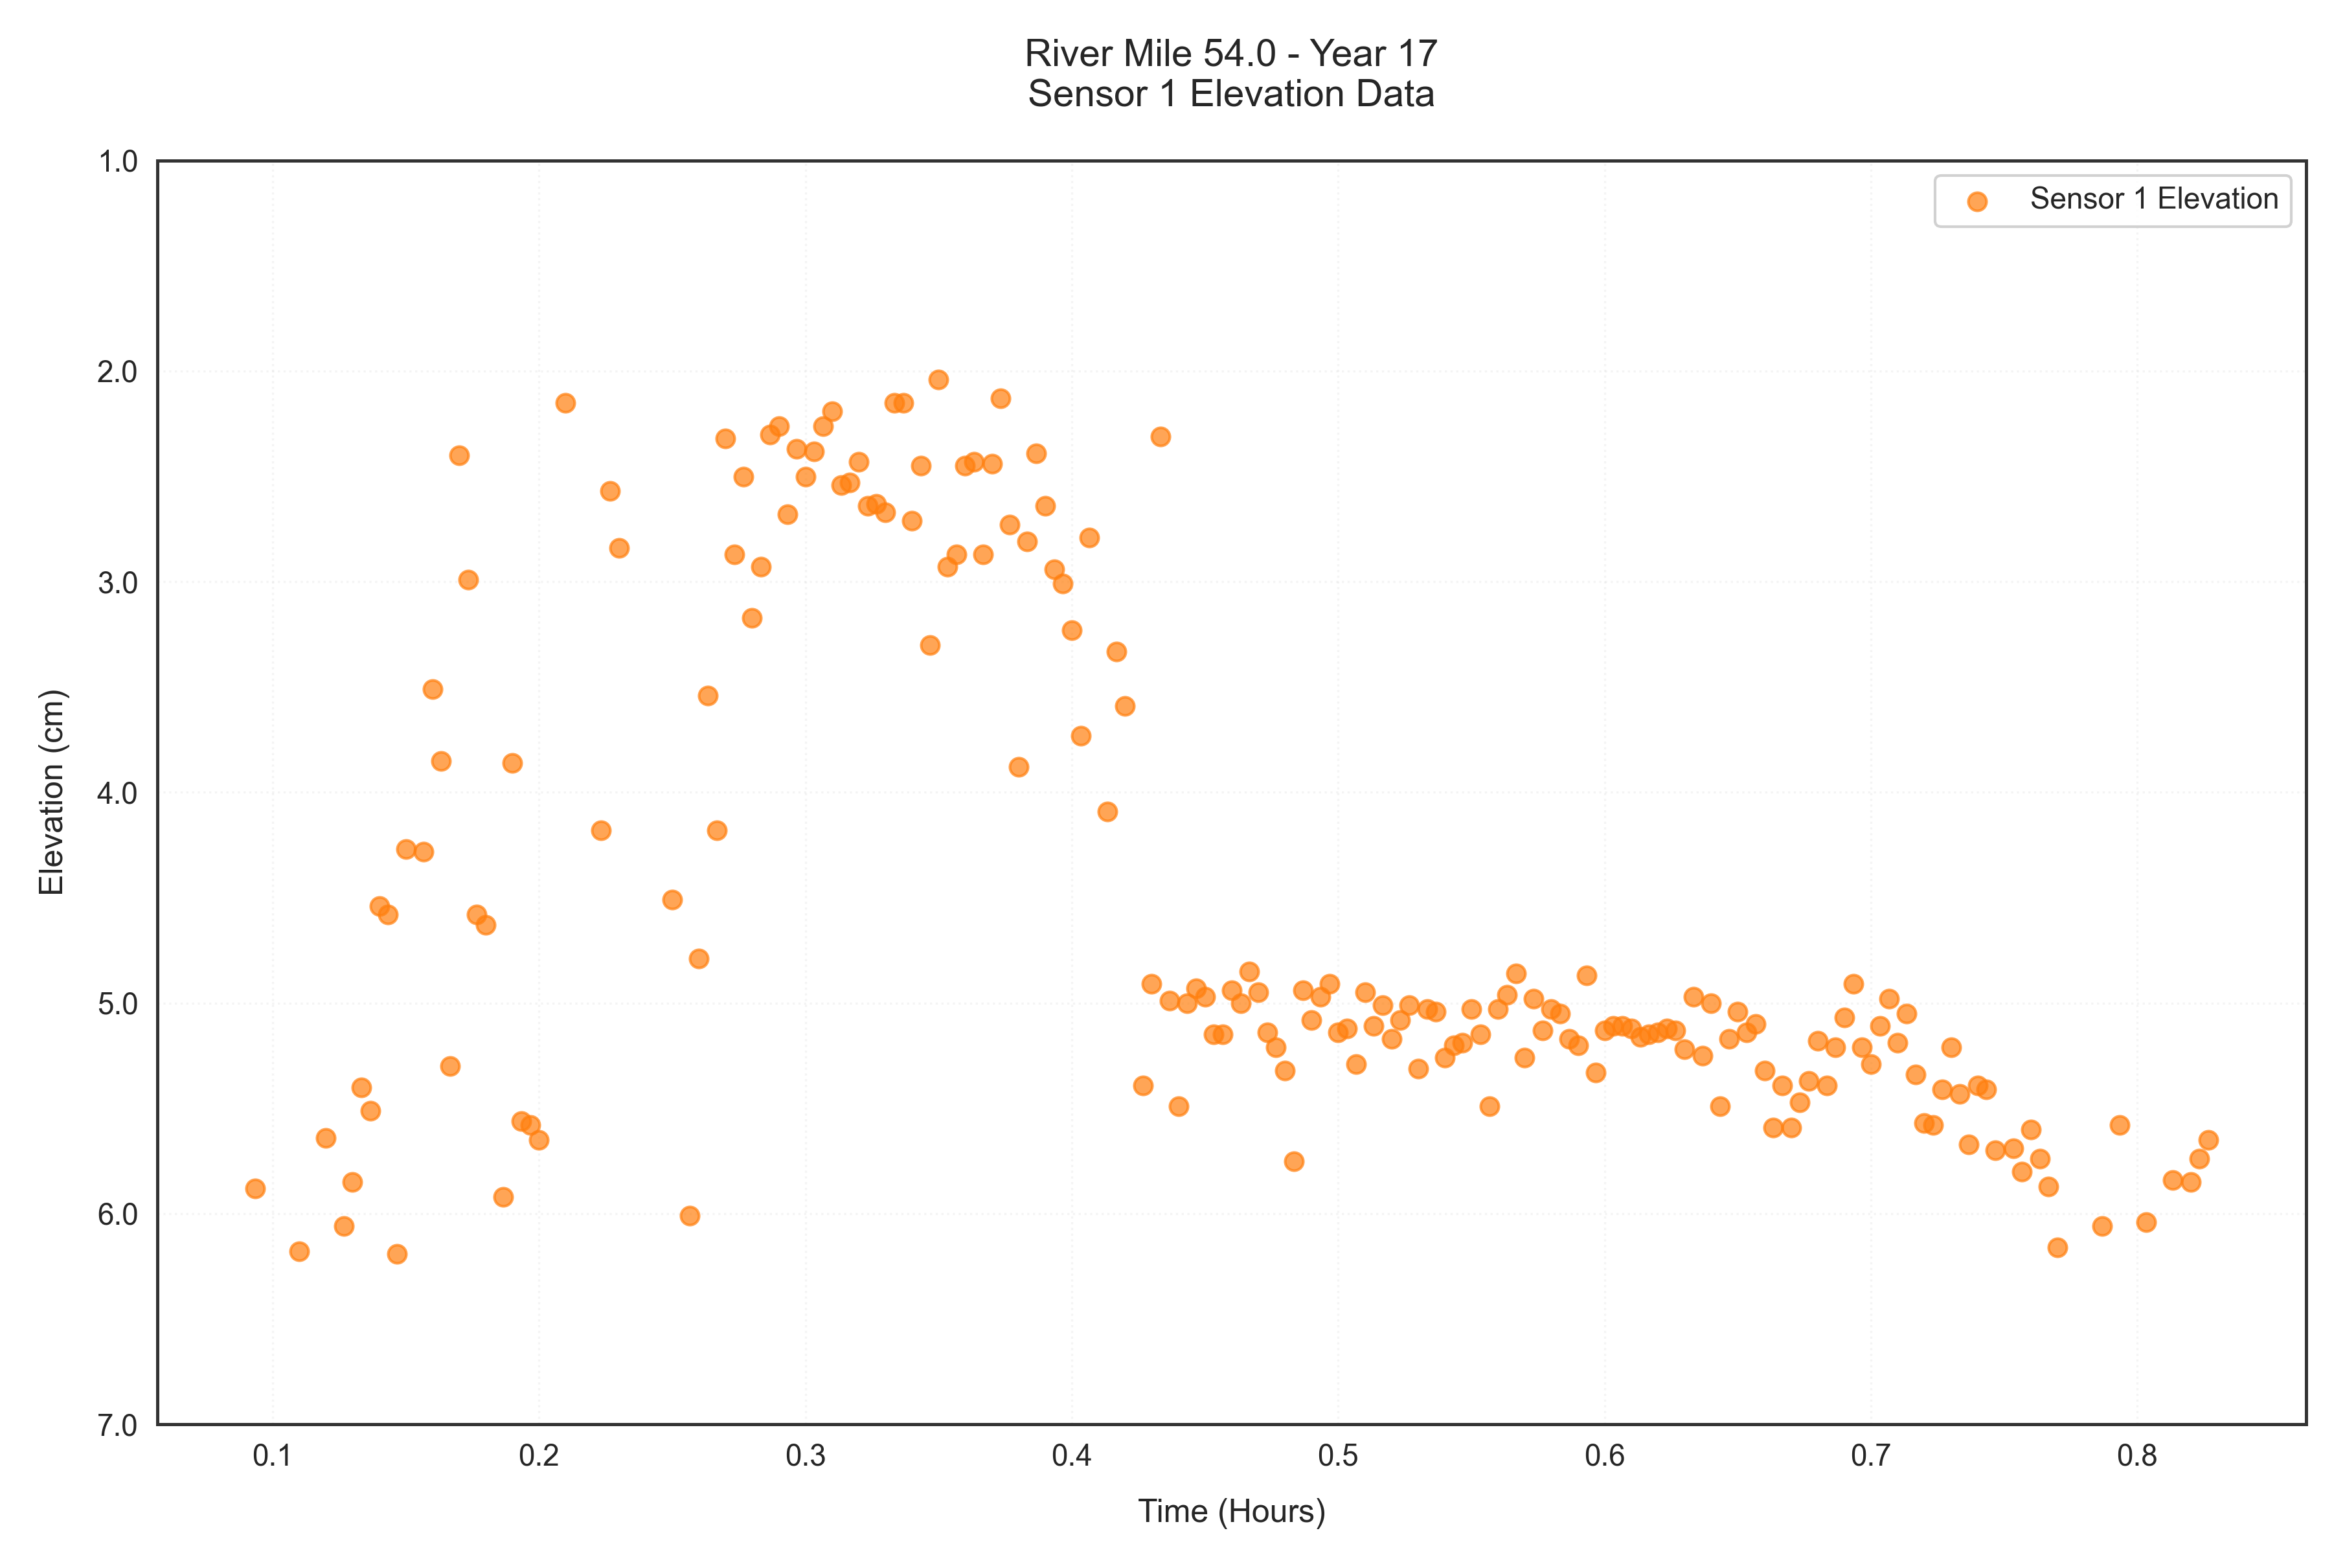 River Mile 54.0 - Year 17
Sensor 1 Elevation Data
Sensor 1 Elevation
Elevation (cm)
1.0
2.0
3.0
4.0
5.0
6.0
7.0
0.1 0.2 0.3 0.4 0.5 0.6 0.7 0.8
Time (Hours)